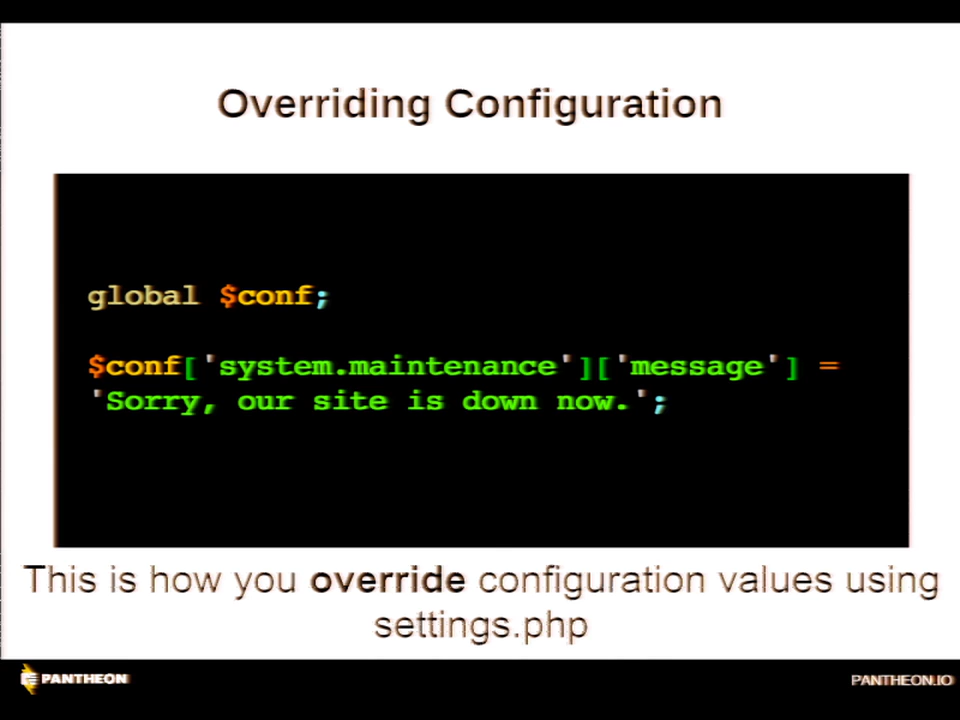 Overriding Configuration
global $conf;
$conf['system.maintenance']['message'] =
'Sorry, our site is down now.';
This is how you override configuration values using
settings.php
PANTHEON
PANTHEON.IO